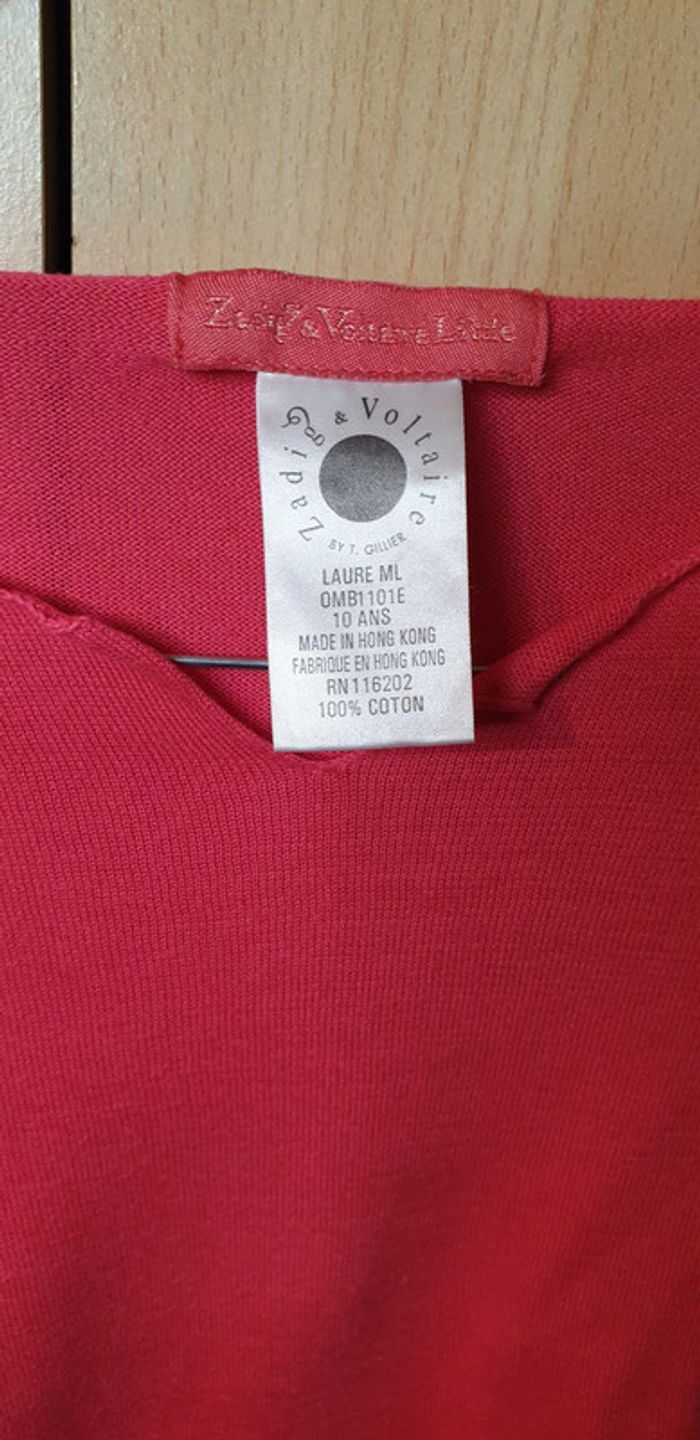 Zadig & Voltaire Little
Zadig & Voltaire
BY T. GILLIER
LAURE ML
OMB1101E
10 ANS
MADE IN HONG KONG
FABRIQUE EN HONG KONG
RN116202
100% COTON